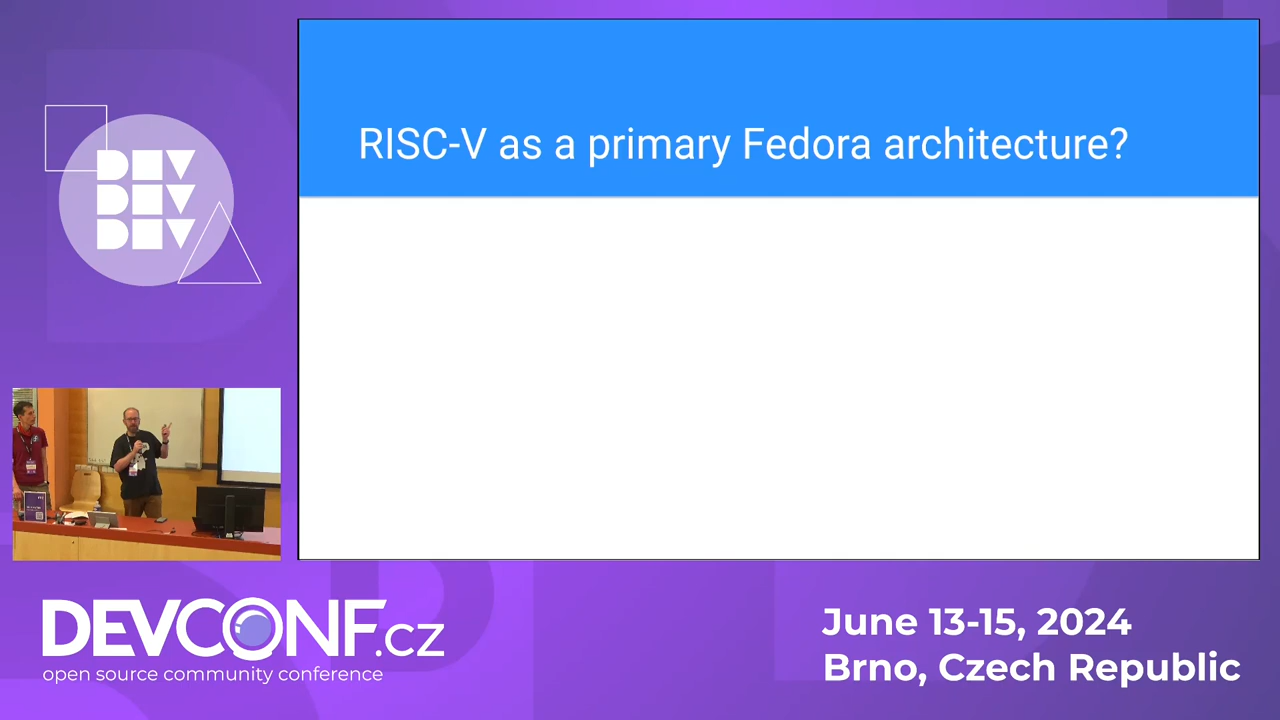 RISC-V as a primary Fedora architecture?
DEV
DEV
DEV
DEVCONF.cz
open source community conference
June 13-15, 2024
Brno, Czech Republic